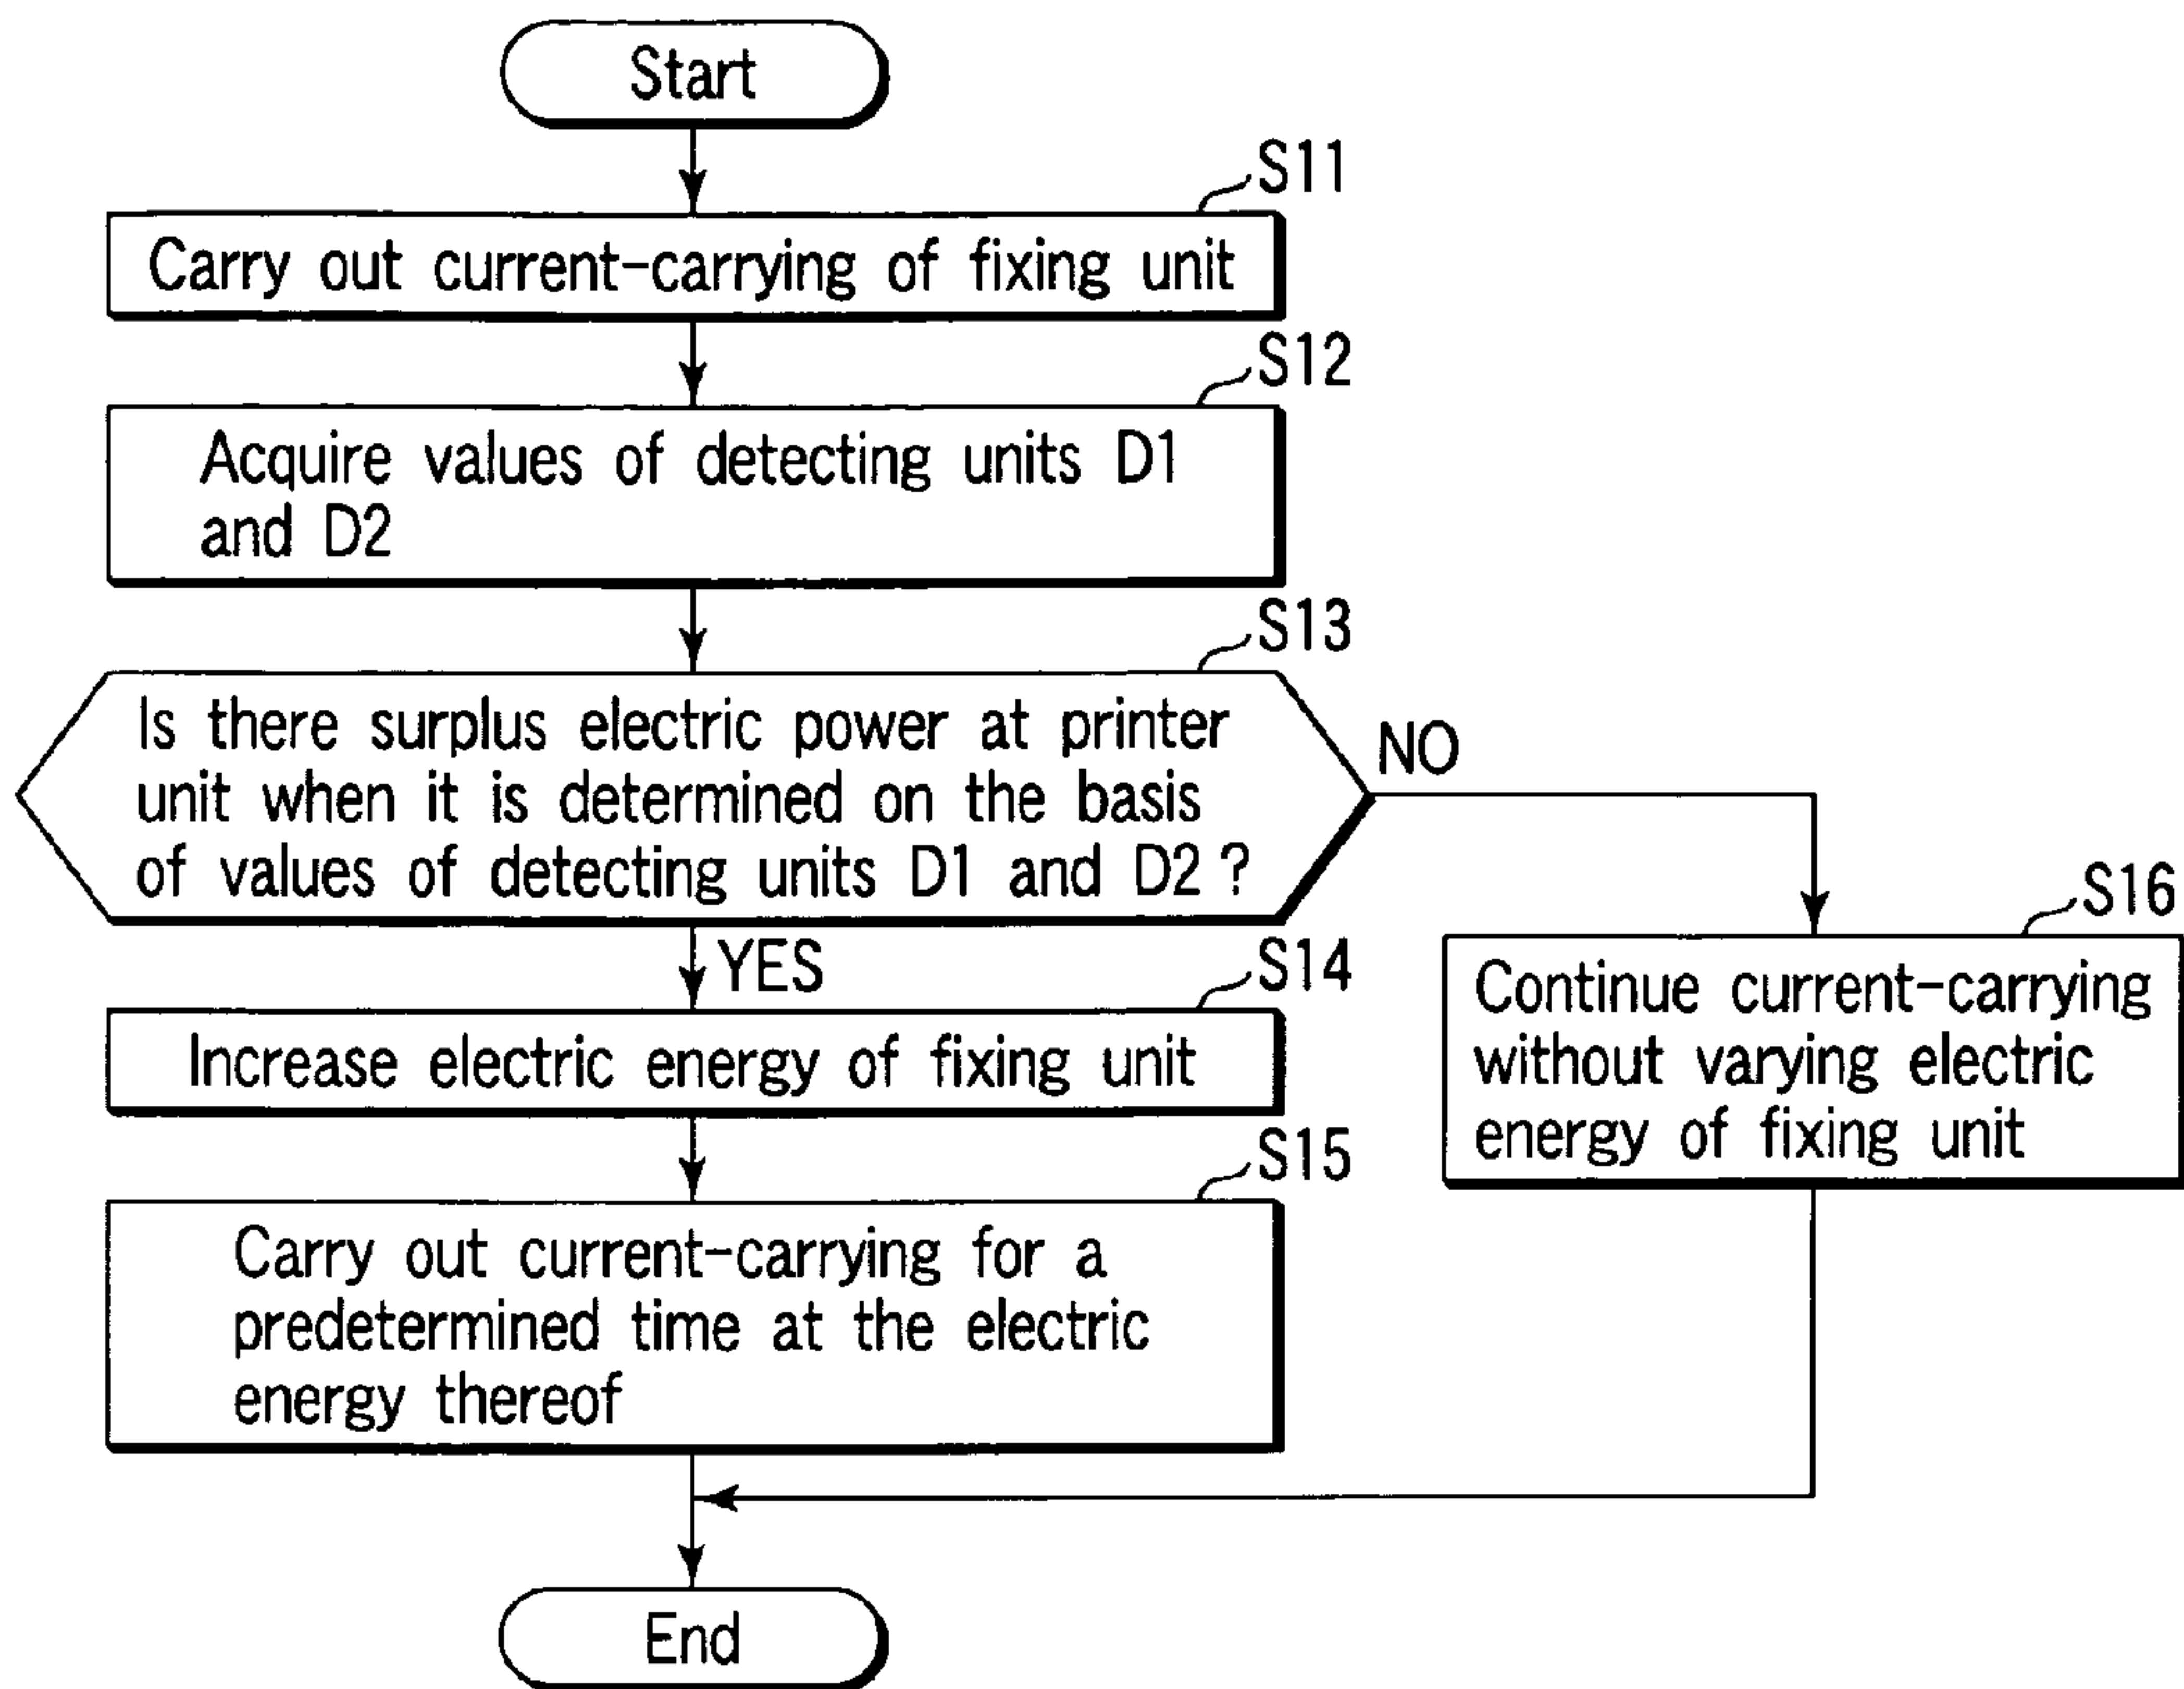 Start
S11
Carry out current-carrying of fixing unit
S12
Acquire values of detecting units D1
and D2
S13
Is there surplus electric power at printer
unit when it is determined on the basis
of values of detecting units D1 and D2 ?
NO
YES
S14
Increase electric energy of fixing unit
S15
Carry out current-carrying for a
predetermined time at the electric
energy thereof
S16
Continue current-carrying
without varying electric
energy of fixing unit
End